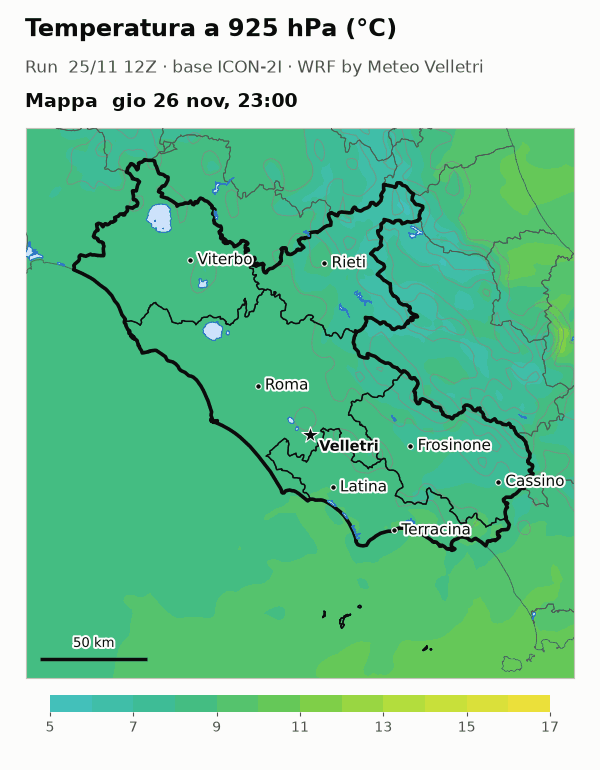 Temperatura a 925 hPa (°C)
Run  25/11 12Z · base ICON-2I · WRF by Meteo Velletri
Mappa  gio 26 nov, 23:00
Viterbo
Rieti
Roma
Velletri
Frosinone
Latina
Cassino
Terracina
50 km
5 7 9 11 13 15 17